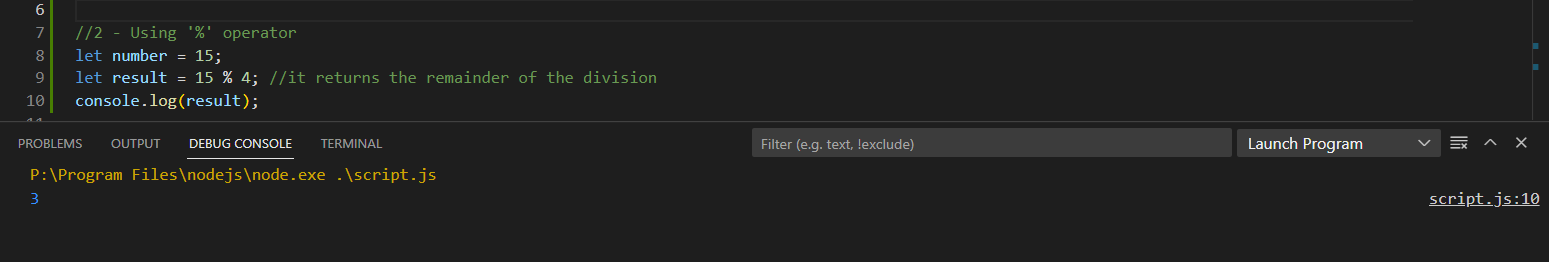 6
7 //2 - Using '%' operator
8 let number = 15;
9 let result = 15 % 4; //it returns the remainder of the division
10 console.log(result);
11
PROBLEMS OUTPUT DEBUG CONSOLE TERMINAL Filter (e.g. text, !exclude) Launch Program
P:\Program Files\nodejs\node.exe .\script.js
3 script.js:10